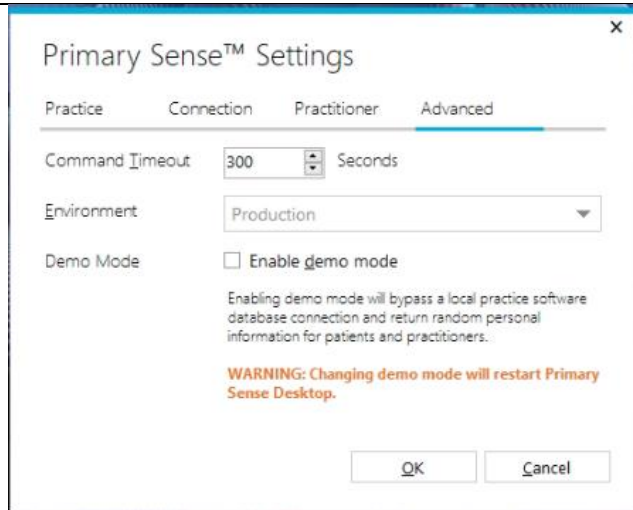 Primary Sense™ Settings
Practice Connection Practitioner Advanced
Command Timeout 300 Seconds
Environment Production
Demo Mode Enable demo mode
Enabling demo mode will bypass a local practice software
database connection and return random personal
information for patients and practitioners.
WARNING: Changing demo mode will restart Primary
Sense Desktop.
OK Cancel